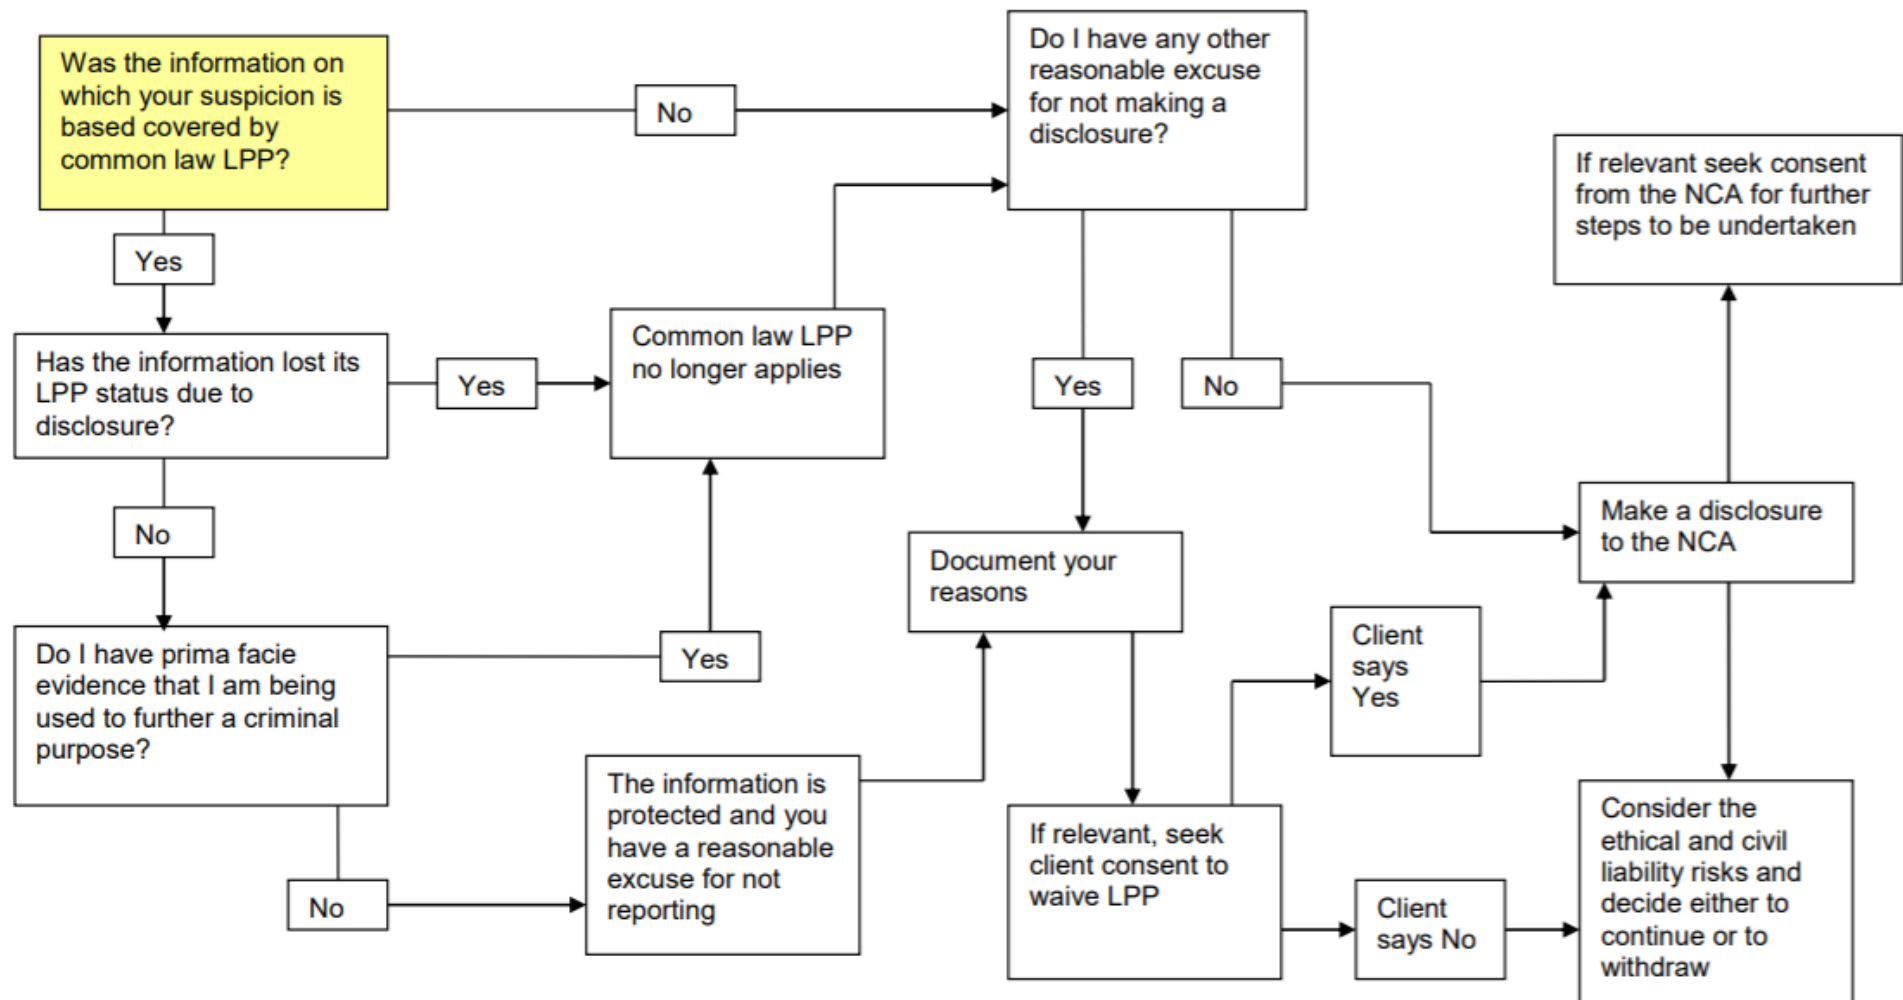 Was the information on
which your suspicion is
based covered by
common law LPP?
No
Do I have any other
reasonable excuse
for not making a
disclosure?
If relevant seek consent
from the NCA for further
steps to be undertaken
Yes
Has the information lost its
LPP status due to
disclosure?
Yes
Common law LPP
no longer applies
Yes
No
No
Make a disclosure
to the NCA
Document your
reasons
Do I have prima facie
evidence that I am being
used to further a criminal
purpose?
Yes
Client
says
Yes
The information is
protected and you
have a reasonable
excuse for not
reporting
If relevant, seek
client consent to
waive LPP
Consider the
ethical and civil
liability risks and
decide either to
continue or to
withdraw
No
Client
says No